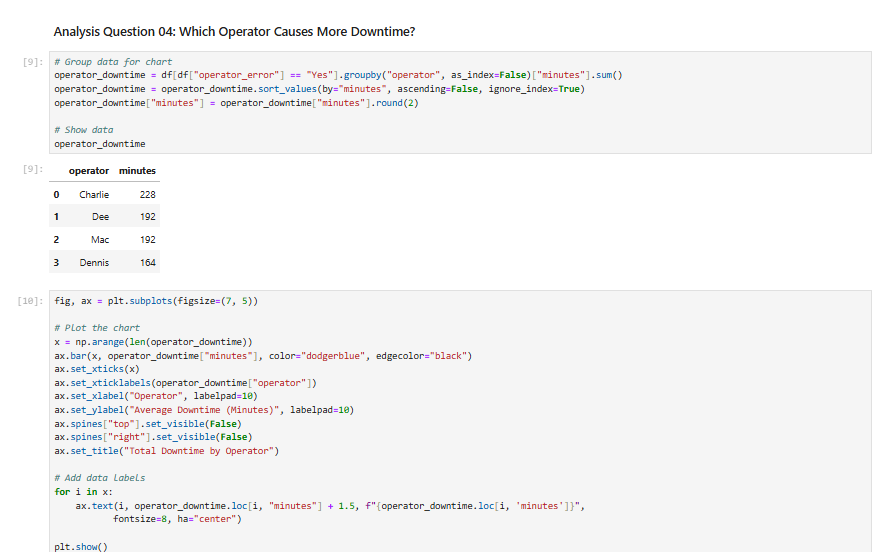 Analysis Question 04: Which Operator Causes More Downtime?
[9]: # Group data for chart
operator_downtime = df[df["operator_error"] == "Yes"].groupby("operator", as_index=False)["minutes"].sum()
operator_downtime = operator_downtime.sort_values(by="minutes", ascending=False, ignore_index=True)
operator_downtime["minutes"] = operator_downtime["minutes"].round(2)
# Show data
operator_downtime
[9]: operator minutes
0 Charlie 228
1 Dee 192
2 Mac 192
3 Dennis 164
[10]: fig, ax = plt.subplots(figsize=(7, 5))
# Plot the chart
x = np.arange(len(operator_downtime))
ax.bar(x, operator_downtime["minutes"], color="dodgerblue", edgecolor="black")
ax.set_xticks(x)
ax.set_xticklabels(operator_downtime["operator"])
ax.set_xlabel("Operator", labelpad=10)
ax.set_ylabel("Average Downtime (Minutes)", labelpad=10)
ax.spines["top"].set_visible(False)
ax.spines["right"].set_visible(False)
ax.set_title("Total Downtime by Operator")
# Add data labels
for i in x:
    ax.text(i, operator_downtime.loc[i, "minutes"] + 1.5, f"{operator_downtime.loc[i, 'minutes']}",
            fontsize=8, ha="center")
plt.show()